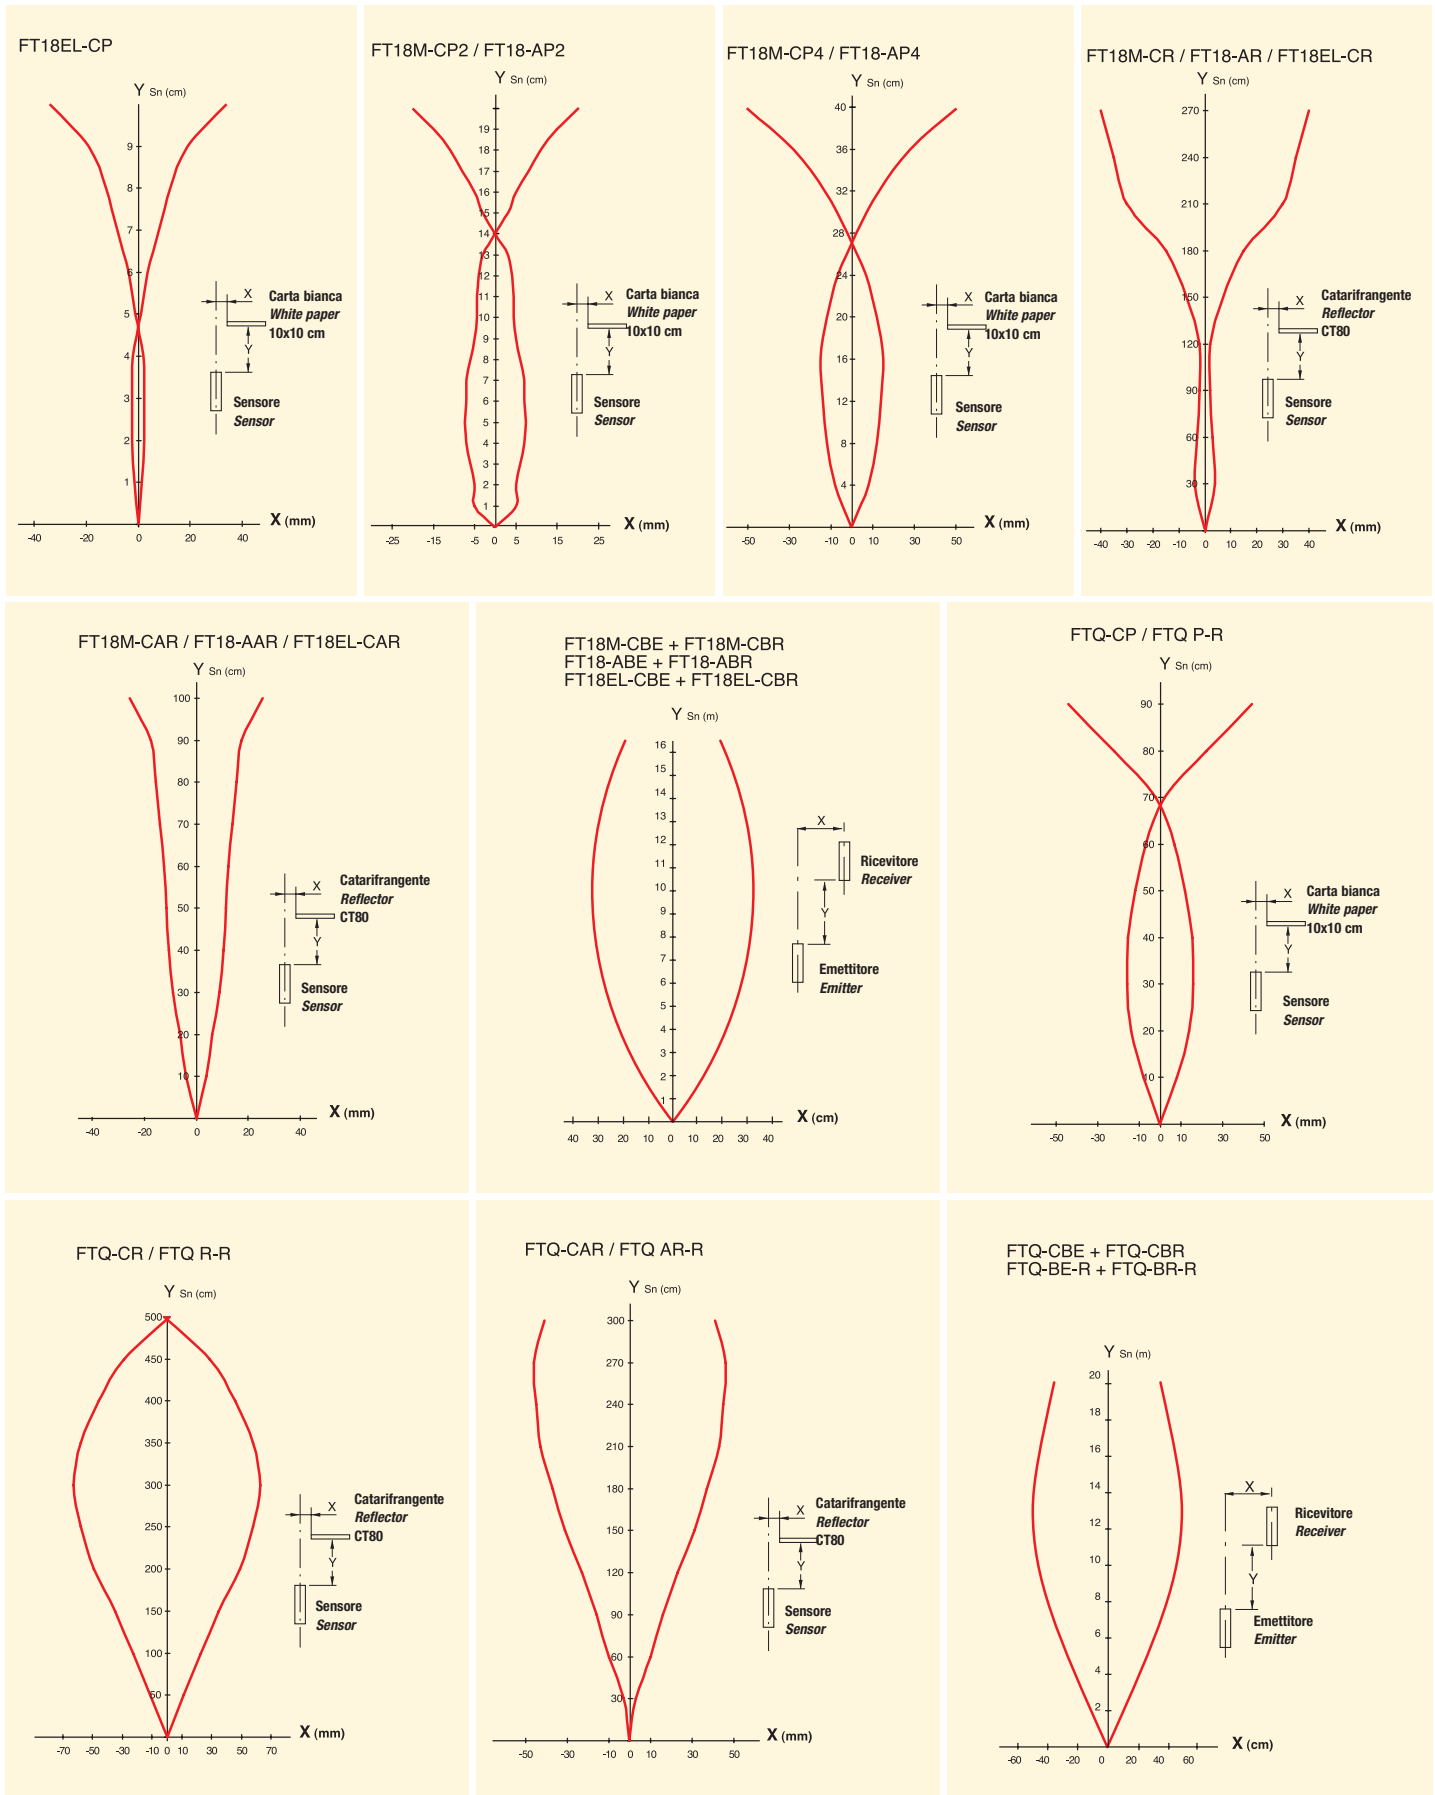 FT18EL-CP
Y Sn (cm)
9
8
7
6
5
4
3
2
1
-40 -20 0 20 40
X (mm)
X
Carta bianca
White paper
10x10 cm
Y
Sensore
Sensor
FT18M-CP2 / FT18-AP2
Y Sn (cm)
19
18
17
16
15
14
13
12
11
10
9
8
7
6
5
4
3
2
1
-25 -15 -5 0 5 25
X (mm)
X
Carta bianca
White paper
10x10 cm
Y
Sensore
Sensor
FT18M-CP4 / FT18-AP4
Y Sn (cm)
40
36
32
28
24
20
16
12
8
4
-50 -30 -10 0 10 30 50
X (mm)
X
Carta bianca
White paper
10x10 cm
Y
Sensore
Sensor
FT18M-CR / FT18-AR / FT18EL-CR
Y Sn (cm)
270
240
210
180
150
120
90
60
30
-40 -20 0 20 40
X (mm)
X
Catarifrangente
Reflector
CT80
Y
Sensore
Sensor
FT18M-CAR / FT18-AAR / FT18EL-CAR
Y Sn (cm)
100
90
80
70
60
50
40
30
20
10
-40 -20 0 20 40
X (mm)
X
Catarifrangente
Reflector
CT80
Y
Sensore
Sensor
FT18M-CBE + FT18M-CBR
FT18-ABE + FT18-ABR
FT18EL-CBE + FT18EL-CBR
Y Sn (m)
16
15
14
13
12
11
10
9
8
7
6
5
4
3
2
1
40 30 20 10 0 10 20 30 40
X (cm)
X
Ricevitore
Receiver
Y
Emettitore
Emitter
FTQ-CP / FTQ P-R
Y Sn (cm)
90
80
70
60
50
40
30
20
10
-50 -30 -10 0 10 30 50
X (mm)
X
Carta bianca
White paper
10x10 cm
Y
Sensore
Sensor
FTQ-CR / FTQ R-R
Y Sn (cm)
500
450
400
350
300
250
200
150
100
50
-70 -50 -30 -10 0 10 30 50 70
X (mm)
X
Catarifrangente
Reflector
CT80
Y
Sensore
Sensor
FTQ-CAR / FTQ AR-R
Y Sn (cm)
300
270
240
210
180
150
120
90
60
30
-50 -30 -10 0 10 30 50
X (mm)
X
Catarifrangente
Reflector
CT80
Y
Sensore
Sensor
FTQ-CBE + FTQ-CBR
FTQ-BE-R + FTQ-BR-R
Y Sn (m)
20
18
16
14
12
10
8
6
4
2
-60 -40 20 0 20 40 60
X (cm)
X
Ricevitore
Receiver
Y
Emettitore
Emitter